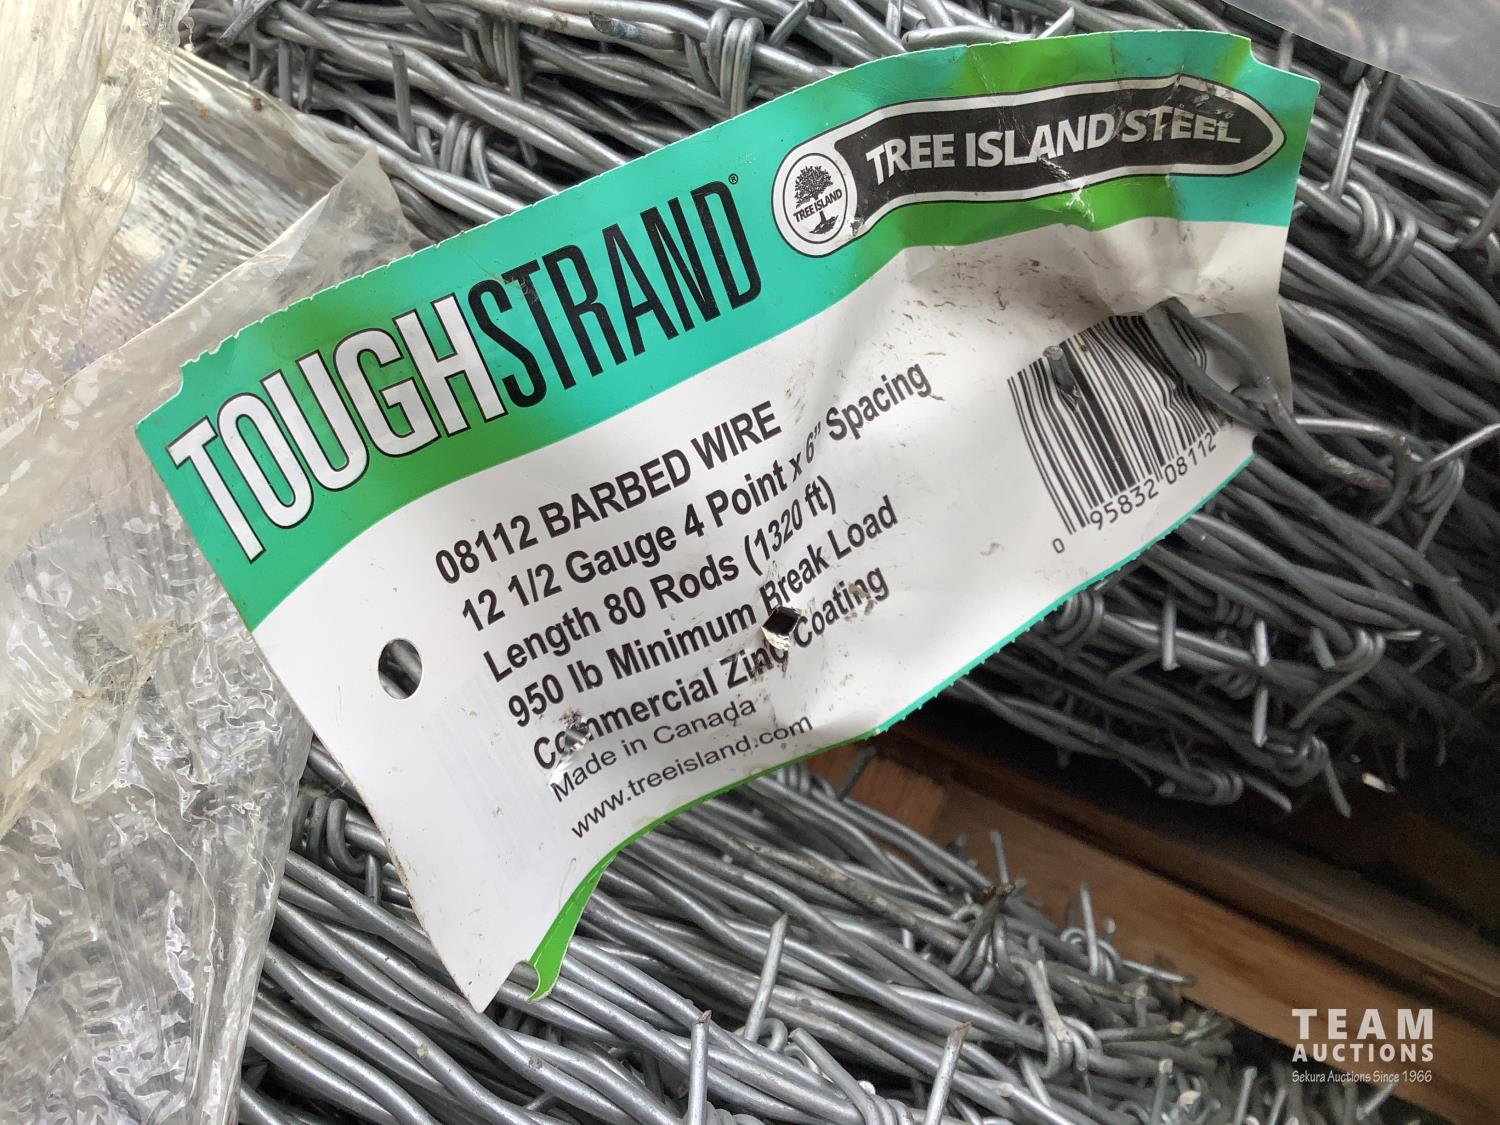 TREE ISLAND STEEL
TREE ISLAND
TOUGHSTRAND®
08112 BARBED WIRE
12 1/2 Gauge 4 Point x 6" Spacing
Length 80 Rods (1320 ft)
950 lb Minimum Break Load
Commercial Zinc Coating
Made in Canada
www.treeisland.com
0 95832 08112
TEAM
AUCTIONS
Sekura Auctions Since 1966